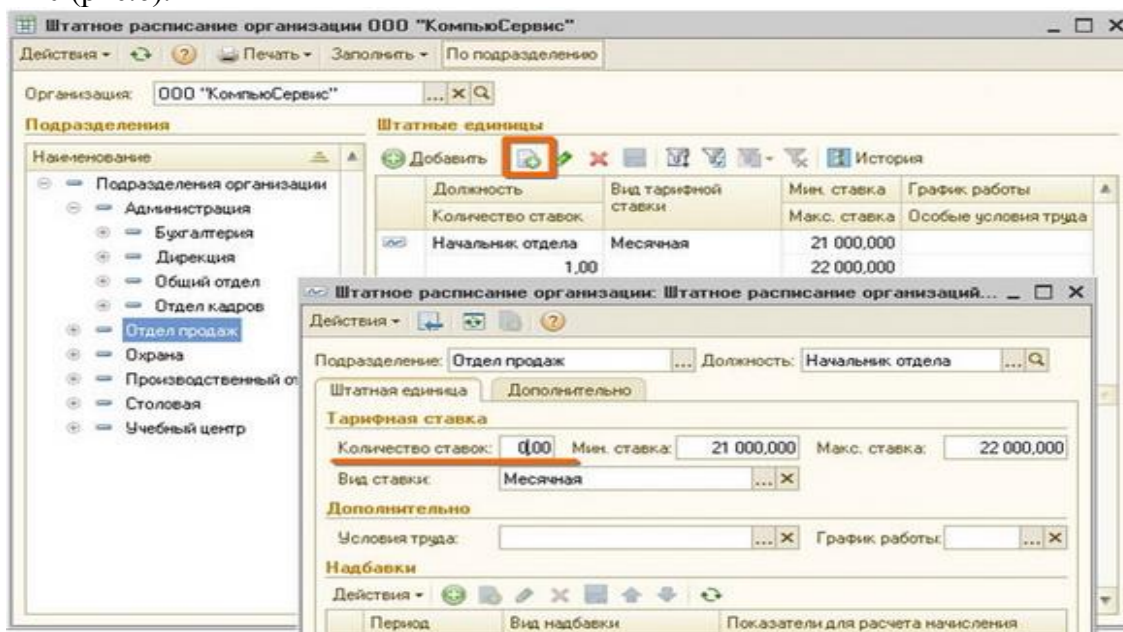 Штатное расписание организации ООО "КомпьюСервис"
Действия Печать Заполнить По подразделению
Организация: ООО "КомпьюСервис" ...
Подразделения Штатные единицы
Наименование Добавить История
Должность Вид тарифной ставки Мин. ставка График работы
Количество ставок Макс. ставка Особые условия труда
Подразделения организации
Администрация
Бухгалтерия
Дирекция
Общий отдел
Отдел кадров
Отдел продаж
Охрана
Производственный
Столовая
Учебный центр
Начальник отдела Месячная 21 000,000
1,00 22 000,000
Штатное расписание организации: Штатное расписание организаций...
Действия
Подразделение: Отдел продаж ... Должность: Начальник отдела ...
Штатная единица Дополнительно
Тарифная ставка
Количество ставок: 0,00 Мин. ставка: 21 000,000 Макс. ставка: 22 000,000
Вид ставки: Месячная ...
Дополнительно
Условия труда: ... График работы: ...
Надбавки
Действия
Период Вид надбавки Показатели для расчета начисления